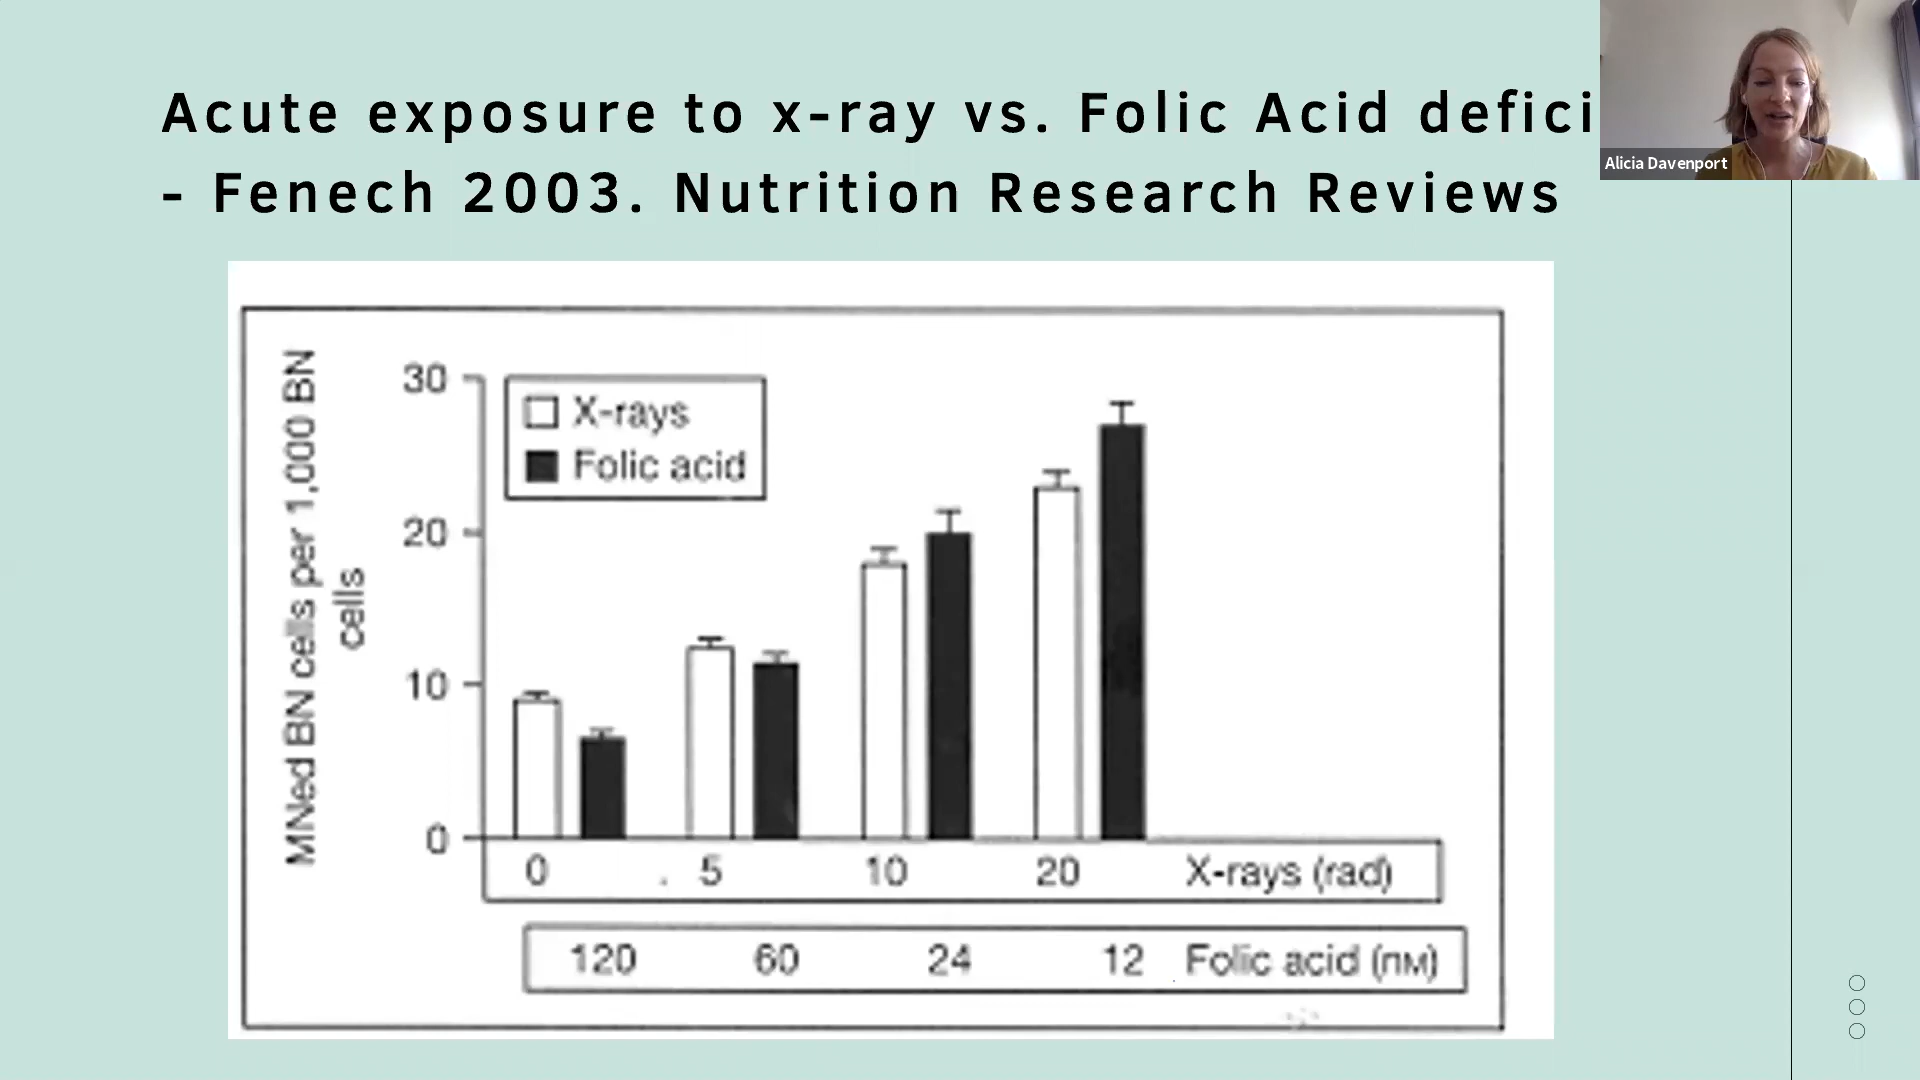 Acute exposure to x-ray vs. Folic Acid defici
- Fenech 2003. Nutrition Research Reviews
Alicia Davenport
MNed BN cells per 1,000 BN
cells
30
20
10
0
X-rays
Folic acid
0 5 10 20 X-rays (rad)
120 60 24 12 Folic acid (nM)